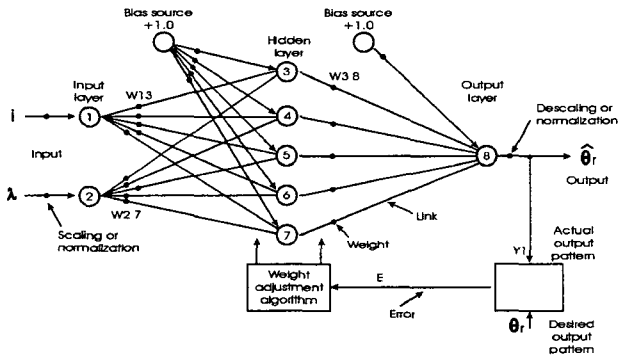 Bias source
+1.0
Bias source
+1.0
Hidden
layer
Input
layer
W13
3
W3 8
Output
layer
Descaling or
normalization
i
1
4
Input
5
8
θ̂r
Output
λ
2
6
W2 7
Scaling or
normalization
7
Link
Weight
Weight
adjustment
algorithm
E
Error
Y1
Actual
output
pattern
θr
Desired
output
pattern